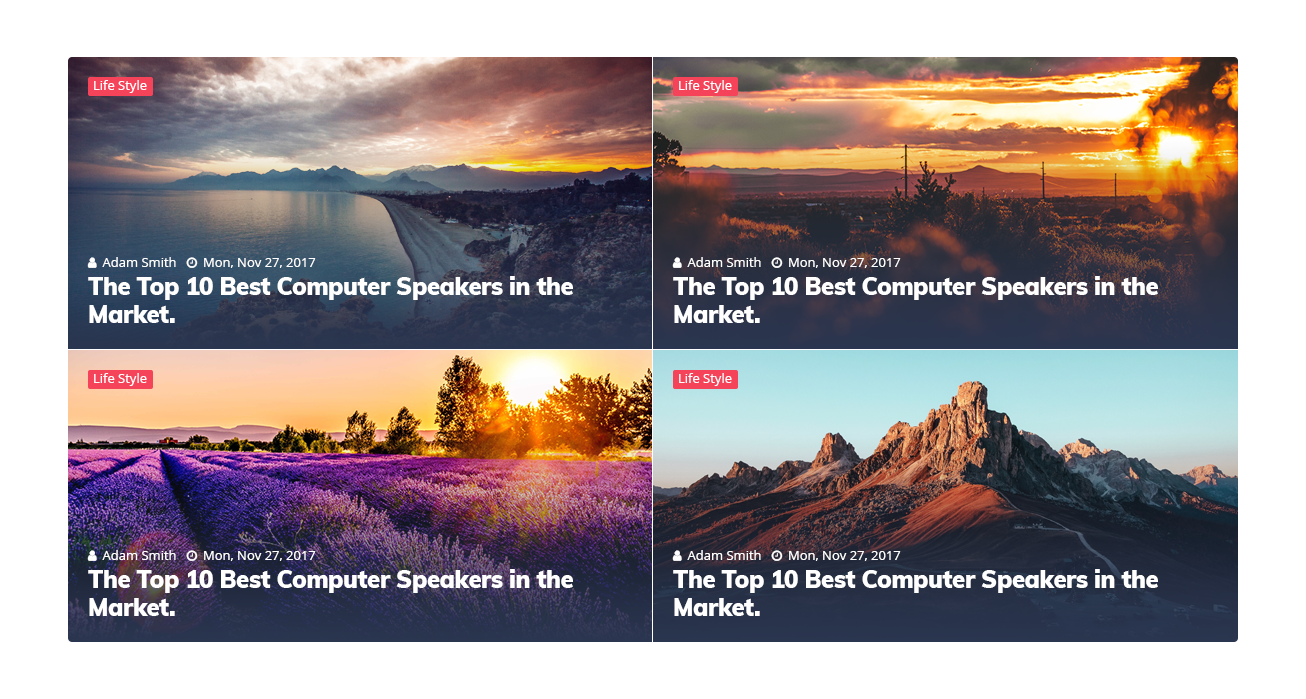 Life Style
Adam Smith Mon, Nov 27, 2017
The Top 10 Best Computer Speakers in the
Market.
Life Style
Adam Smith Mon, Nov 27, 2017
The Top 10 Best Computer Speakers in the
Market.
Life Style
Adam Smith Mon, Nov 27, 2017
The Top 10 Best Computer Speakers in the
Market.
Life Style
Adam Smith Mon, Nov 27, 2017
The Top 10 Best Computer Speakers in the
Market.